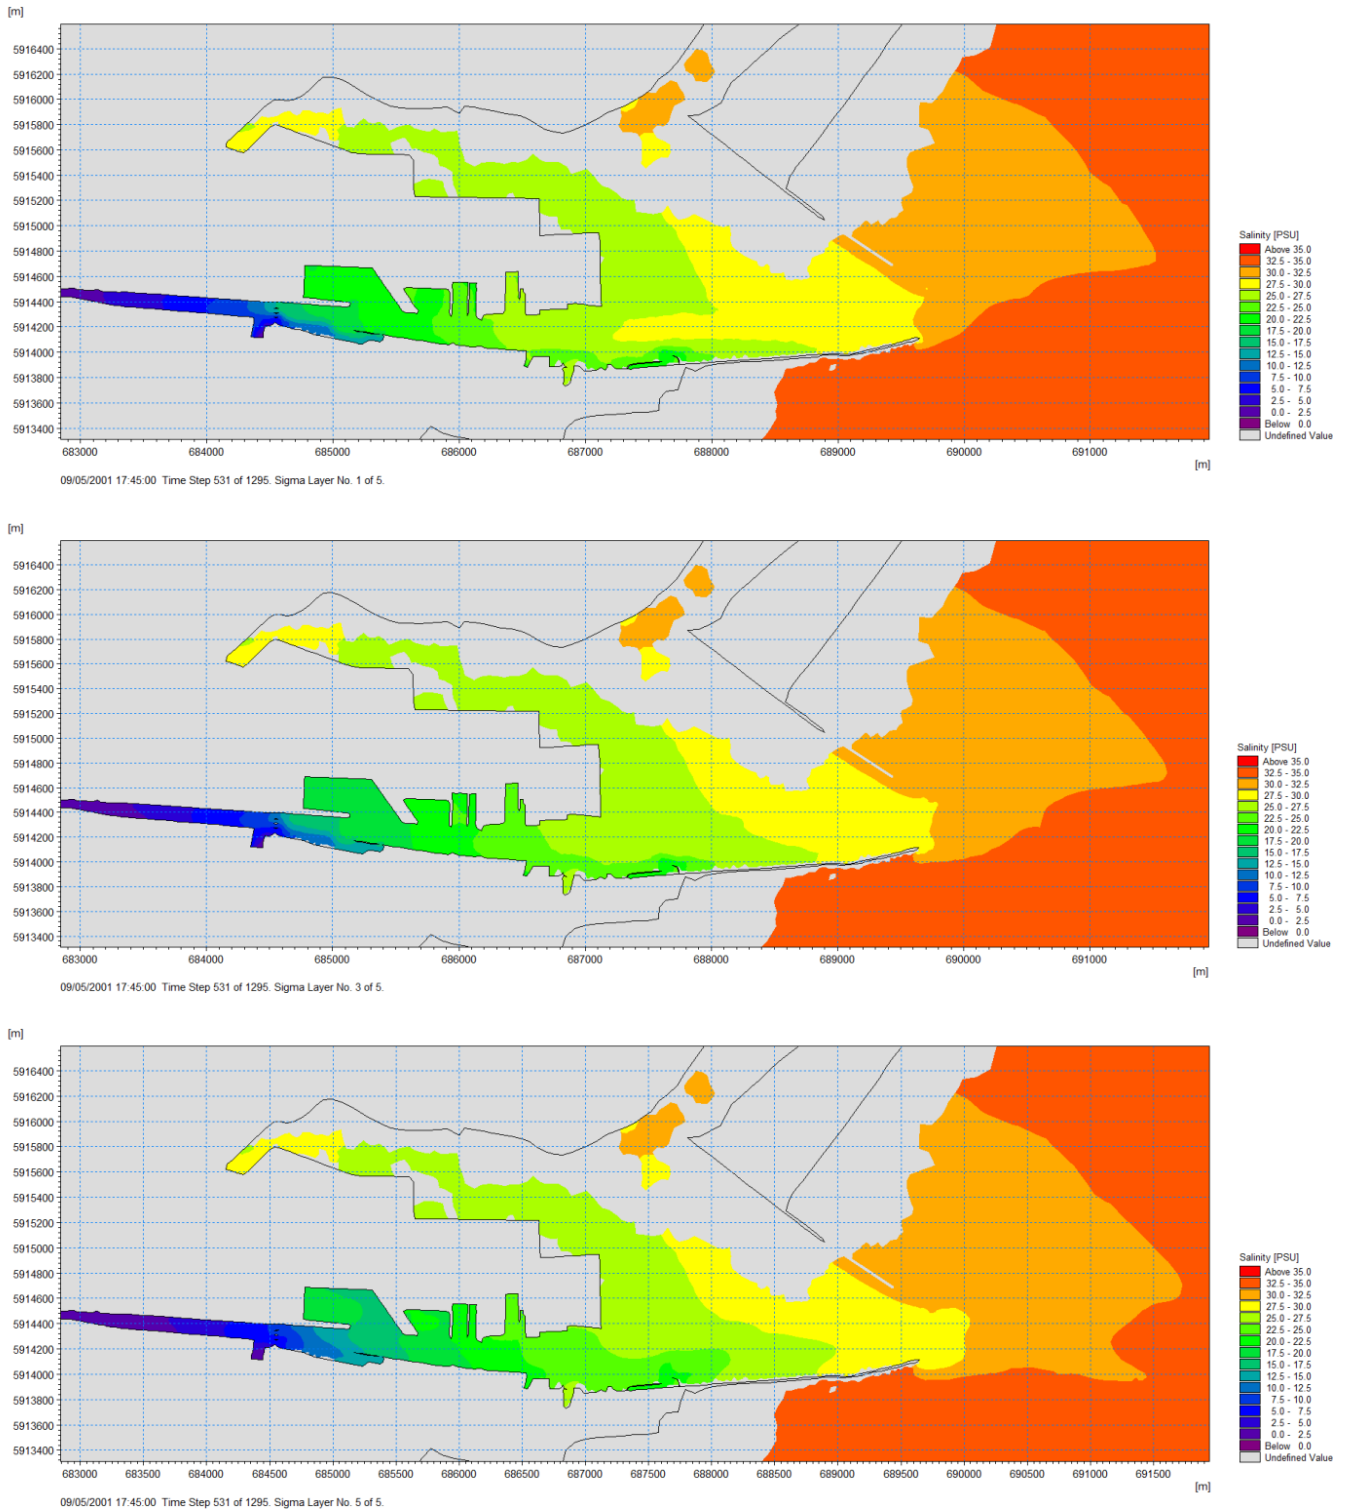 [m]
5916400
5916200
5916000
5915800
5915600
5915400
5915200
5915000
5914800
5914600
5914400
5914200
5914000
5913800
5913600
5913400
683000 684000 685000 686000 687000 688000 689000 690000 691000
[m]
Salinity [PSU]
Above 35.0
32.5 - 35.0
30.0 - 32.5
27.5 - 30.0
25.0 - 27.5
22.5 - 25.0
20.0 - 22.5
17.5 - 20.0
15.0 - 17.5
12.5 - 15.0
10.0 - 12.5
7.5 - 10.0
5.0 - 7.5
2.5 - 5.0
0.0 - 2.5
Below 0.0
Undefined Value
09/05/2001 17:45:00 Time Step 531 of 1295. Sigma Layer No. 1 of 5.
[m]
5916400
5916200
5916000
5915800
5915600
5915400
5915200
5915000
5914800
5914600
5914400
5914200
5914000
5913800
5913600
5913400
683000 684000 685000 686000 687000 688000 689000 690000 691000
[m]
Salinity [PSU]
Above 35.0
32.5 - 35.0
30.0 - 32.5
27.5 - 30.0
25.0 - 27.5
22.5 - 25.0
20.0 - 22.5
17.5 - 20.0
15.0 - 17.5
12.5 - 15.0
10.0 - 12.5
7.5 - 10.0
5.0 - 7.5
2.5 - 5.0
0.0 - 2.5
Below 0.0
Undefined Value
09/05/2001 17:45:00 Time Step 531 of 1295. Sigma Layer No. 3 of 5.
[m]
5916400
5916200
5916000
5915800
5915600
5915400
5915200
5915000
5914800
5914600
5914400
5914200
5914000
5913800
5913600
5913400
683000 683500 684000 684500 685000 685500 686000 686500 687000 687500 688000 688500 689000 689500 690000 690500 691000 691500
[m]
Salinity [PSU]
Above 35.0
32.5 - 35.0
30.0 - 32.5
27.5 - 30.0
25.0 - 27.5
22.5 - 25.0
20.0 - 22.5
17.5 - 20.0
15.0 - 17.5
12.5 - 15.0
10.0 - 12.5
7.5 - 10.0
5.0 - 7.5
2.5 - 5.0
0.0 - 2.5
Below 0.0
Undefined Value
09/05/2001 17:45:00 Time Step 531 of 1295. Sigma Layer No. 5 of 5.